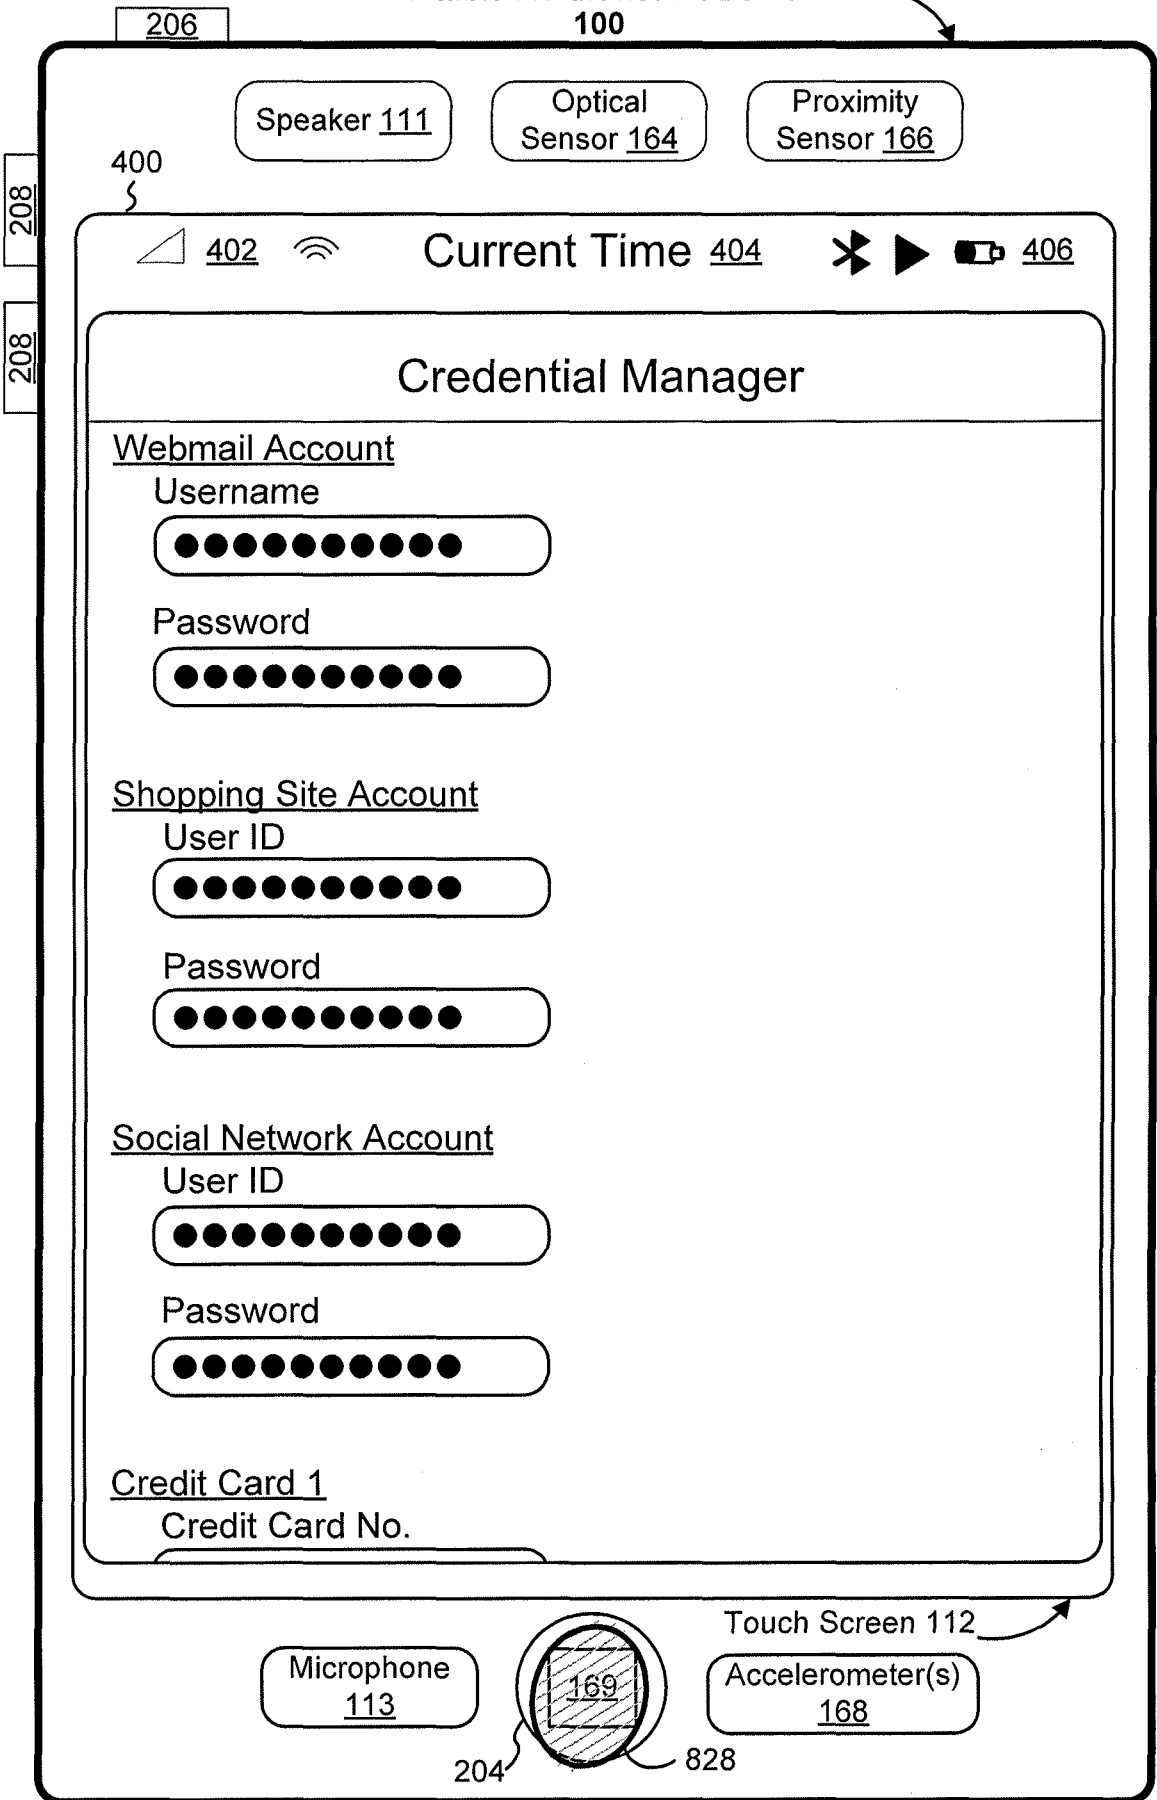 206
100
Speaker 111
Optical
Sensor 164
Proximity
Sensor 166
400
208
402
Current Time 404
406
208
Credential Manager
Webmail Account
Username
Password
Shopping Site Account
User ID
Password
Social Network Account
User ID
Password
Credit Card 1
Credit Card No.
Touch Screen 112
Microphone
113
169
Accelerometer(s)
168
204
828